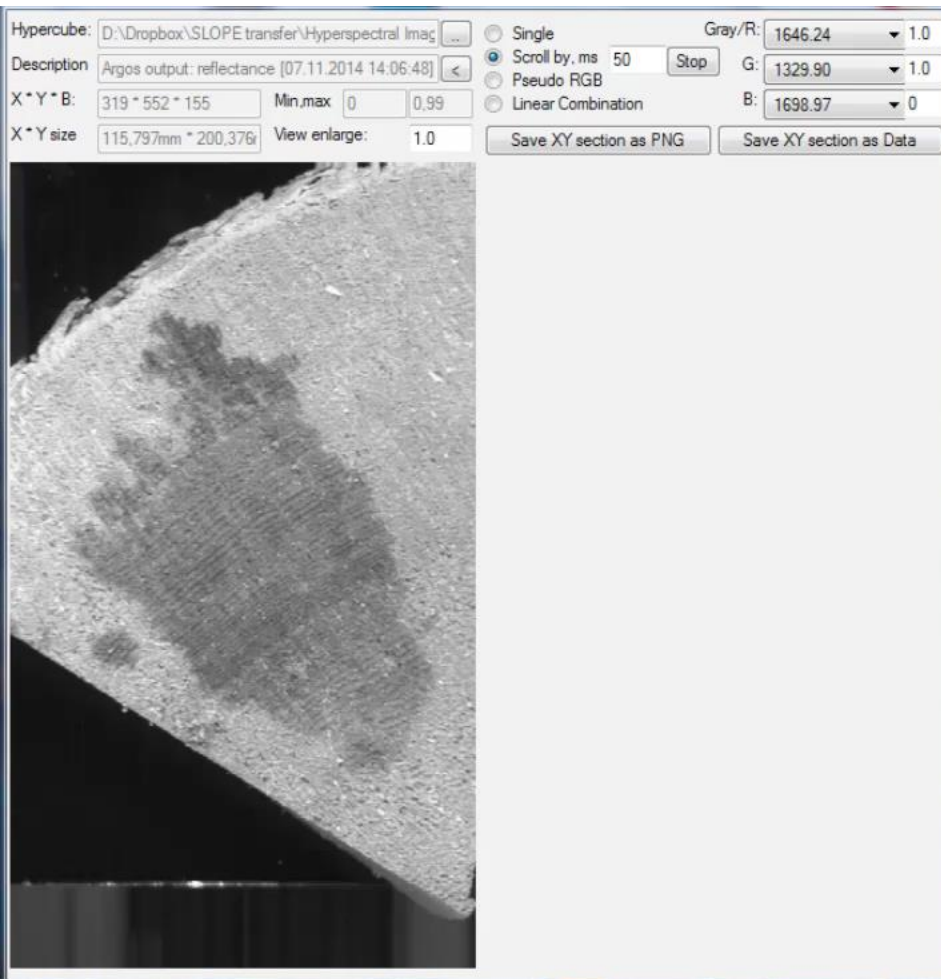 Hypercube: D:\Dropbox\SLOPE transfer\Hyperspectral Imag ..
Description Argos output: reflectance [07.11.2014 14:06:48] <
X * Y * B: 319 * 552 * 155 Min,max 0 0,99
X * Y size 115,797mm * 200,376 View enlarge: 1.0
Single
Scroll by, ms 50 Stop
Pseudo RGB
Linear Combination
Gray/R: 1646.24 1.0
G: 1329.90 1.0
B: 1698.97 0
Save XY section as PNG Save XY section as Data